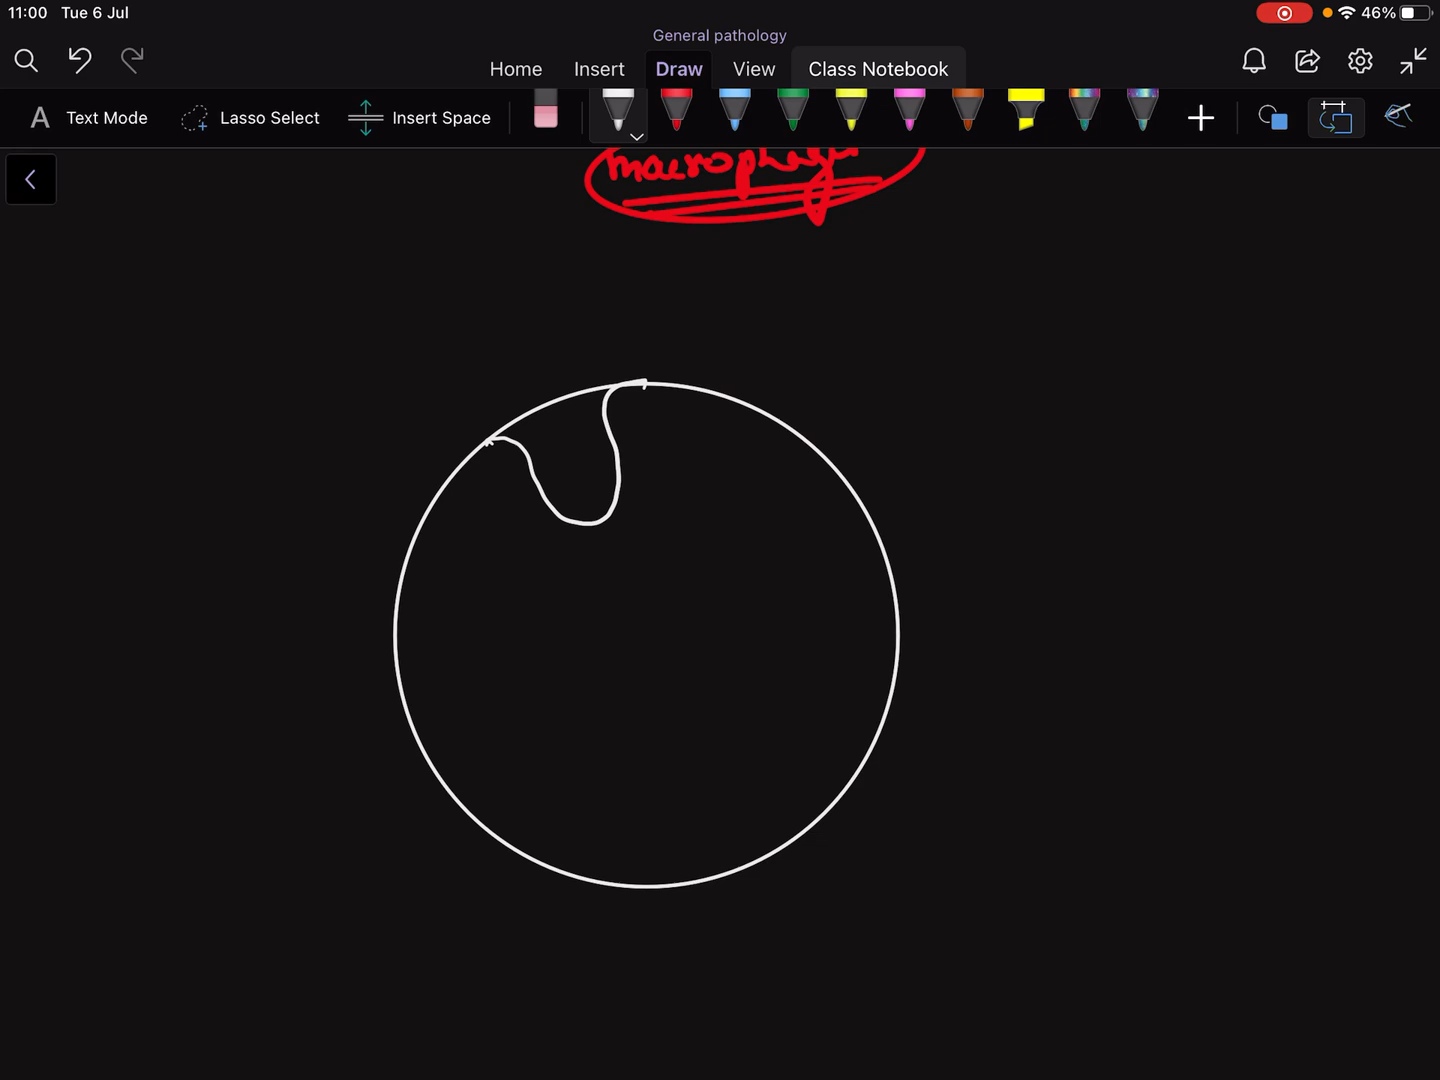 11:00 Tue 6 Jul
46%
General pathology
Home Insert Draw View Class Notebook
Text Mode Lasso Select Insert Space